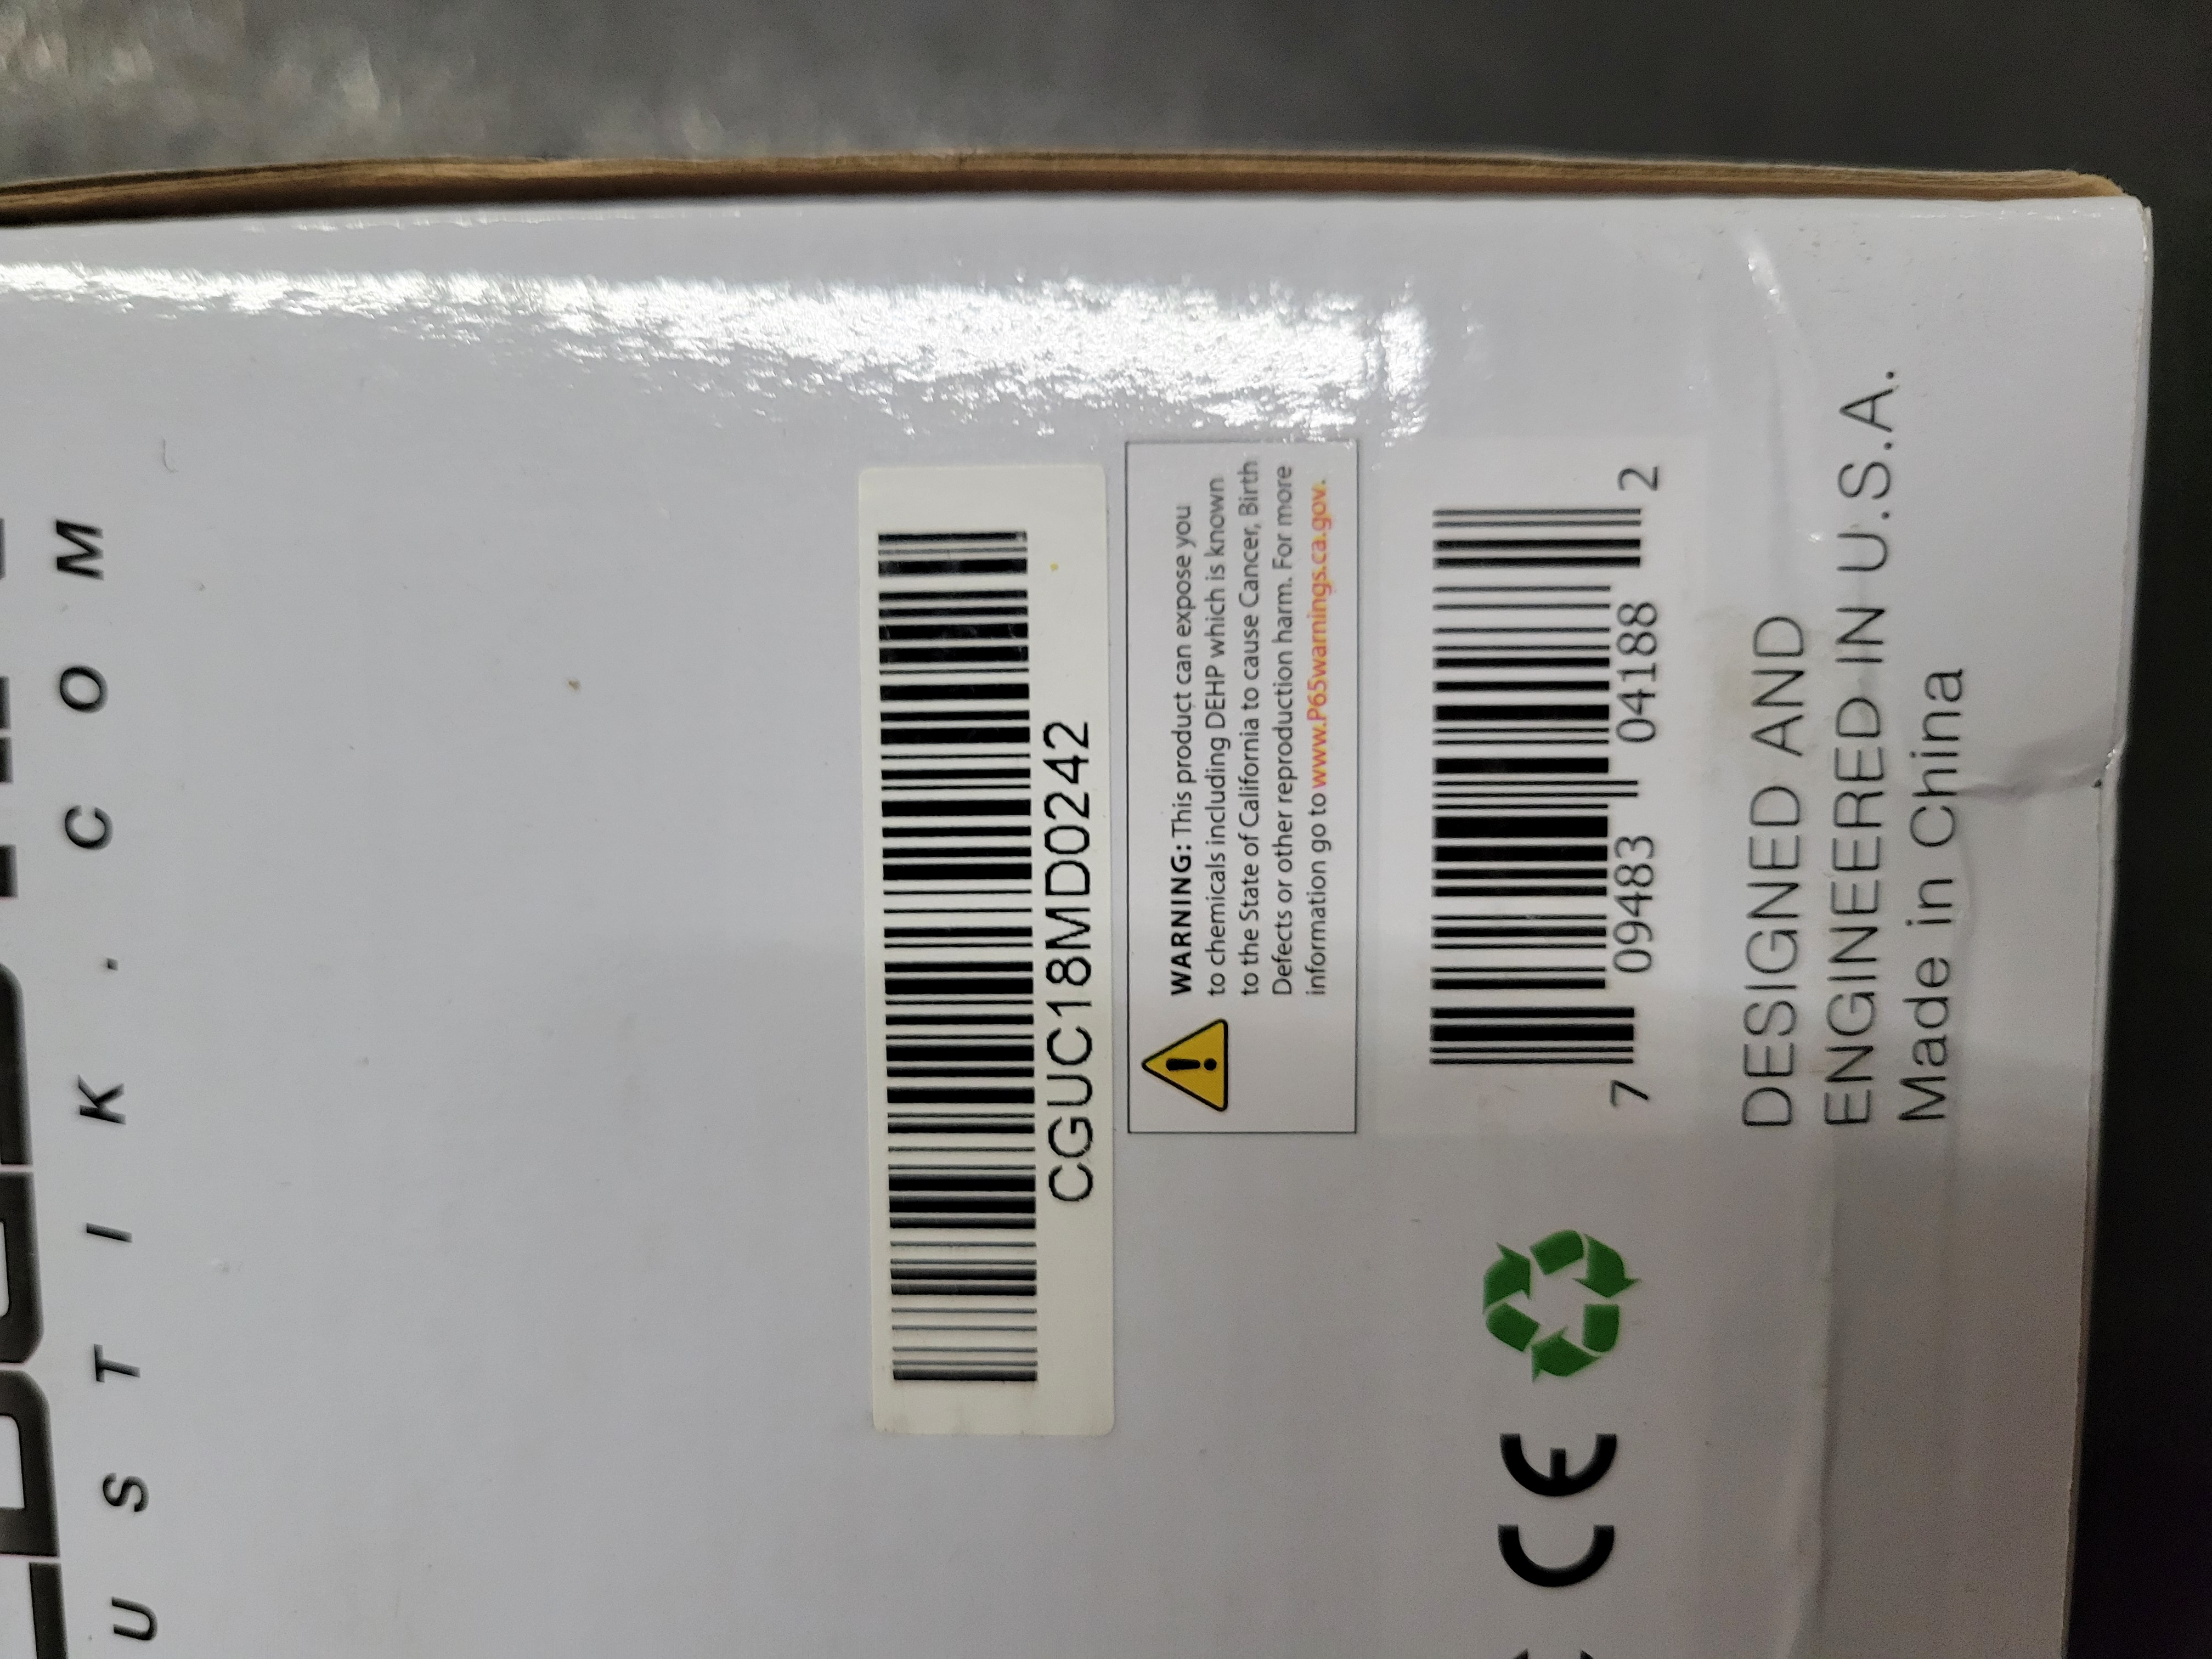 U S T I K . C O M
CGUC18MD0242
WARNING: This product can expose you
to chemicals including DEHP which is known
to the State of California to cause Cancer, Birth
Defects or other reproduction harm. For more
information go to www.P65warnings.ca.gov.
7 09483 04188 2
CE
DESIGNED AND
ENGINEERED IN U.S.A.
Made in China